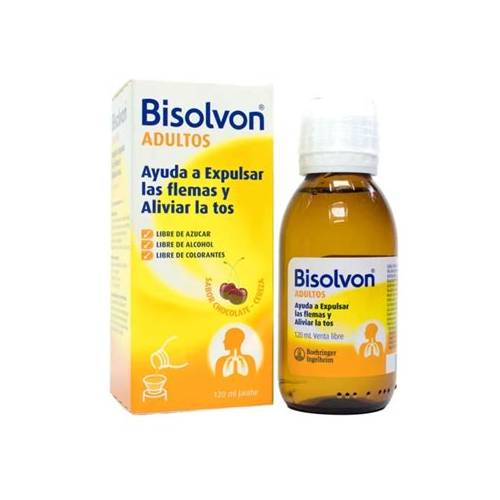 Bisolvon®
ADULTOS
Ayuda a Expulsar
las flemas y
Aliviar la tos
LIBRE DE AZUCAR
LIBRE DE ALCOHOL
LIBRE DE COLORANTES
SABOR CHOCOLATE - CEREZA
120 ml Jarabe
Bisolvon®
ADULTOS
Ayuda a Expulsar
las flemas y
Aliviar la tos
120 mL Venta libre
Boehringer
Ingelheim